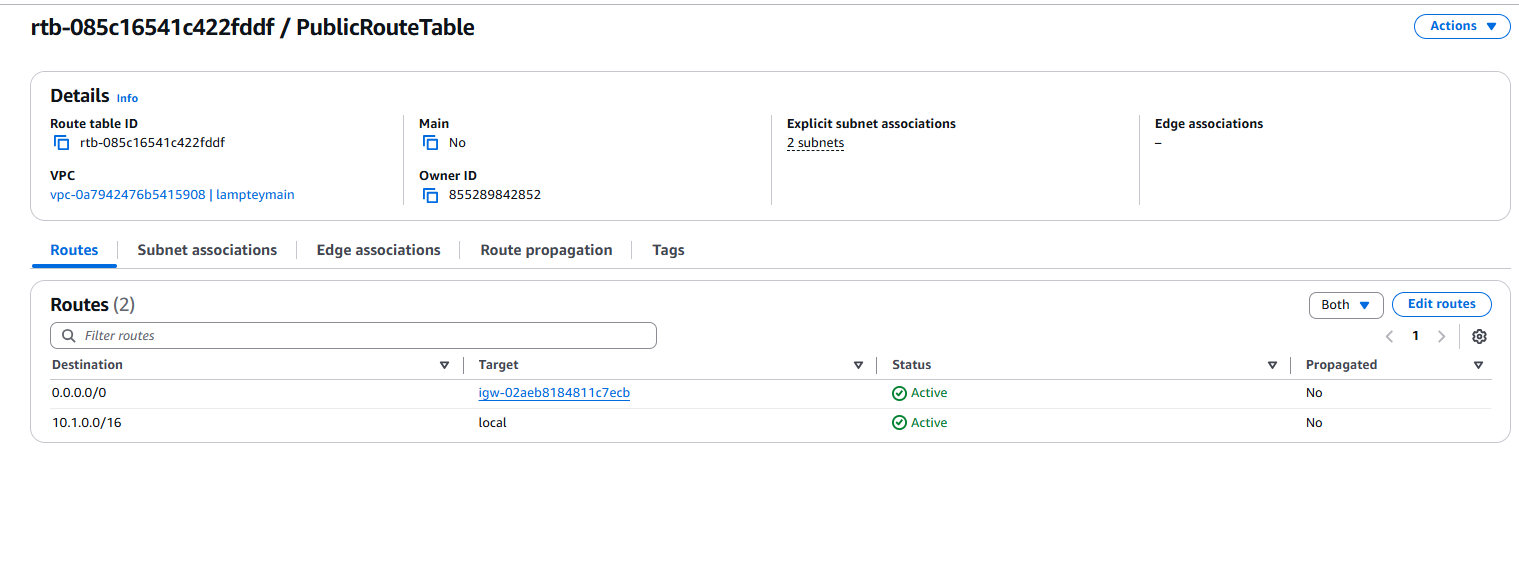 rtb-085c16541c422fddf / PublicRouteTable
Actions
Details Info
Route table ID
rtb-085c16541c422fddf
Main
No
Explicit subnet associations
2 subnets
Edge associations
–
VPC
vpc-0a7942476b5415908 | lampteymain
Owner ID
855289842852
Routes
Subnet associations
Edge associations
Route propagation
Tags
Routes (2)
Both
Edit routes
Filter routes
1
Destination Target Status Propagated
0.0.0.0/0 igw-02aeb8184811c7ecb Active No
10.1.0.0/16 local Active No